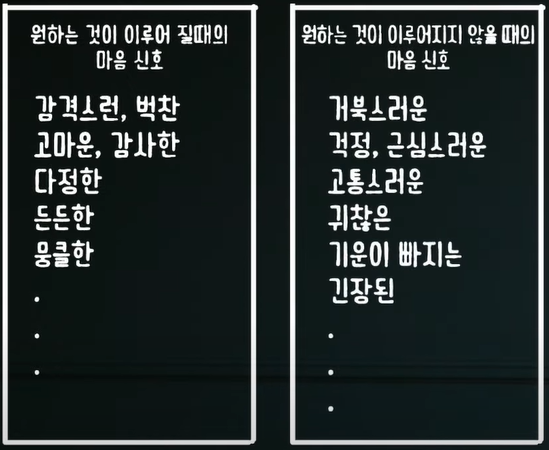 원하는 것이 이루어 질때의
마음 신호
감격스런, 벅찬
고마운, 감사한
다정한
든든한
뭉클한
.
.
.
원하는 것이 이루어지지 않을 때의
마음 신호
거북스러운
걱정, 근심스러운
고통스러운
귀찮은
기운이 빠지는
긴장된
.
.
.